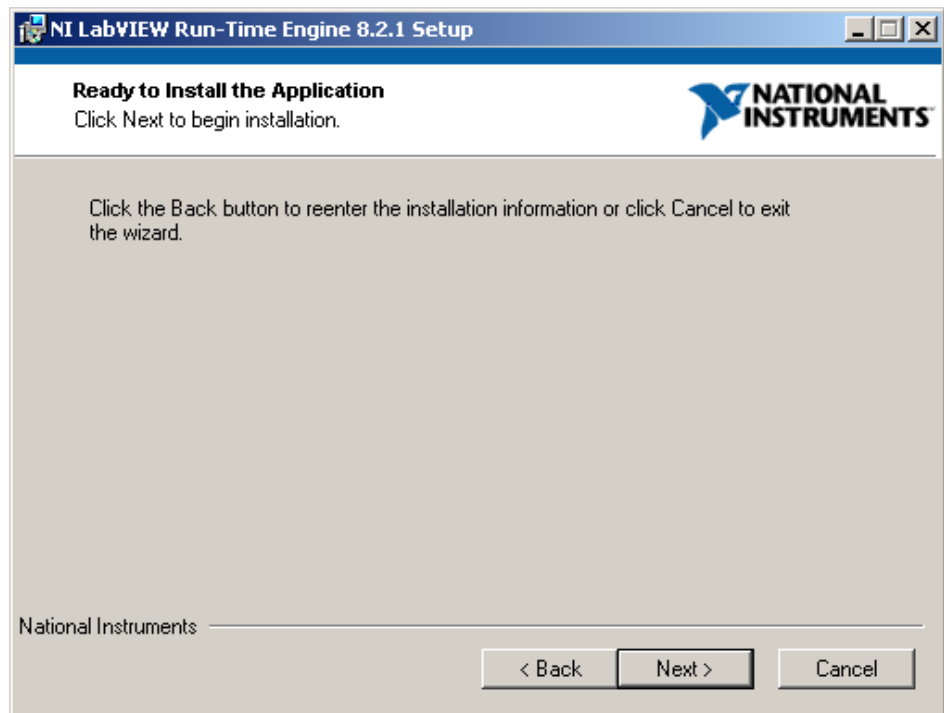 NI LabVIEW Run-Time Engine 8.2.1 Setup
Ready to Install the Application
Click Next to begin installation.
NATIONAL
INSTRUMENTS
Click the Back button to reenter the installation information or click Cancel to exit
the wizard.
National Instruments
< Back
Next >
Cancel